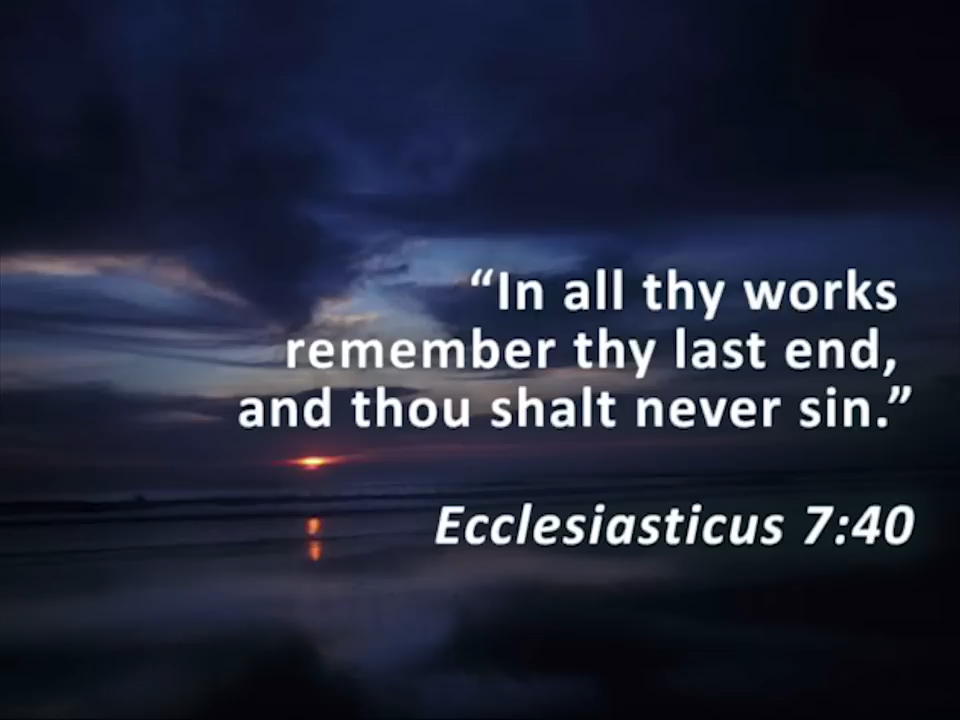 “In all thy works
remember thy last end,
and thou shalt never sin.”
Ecclesiasticus 7:40